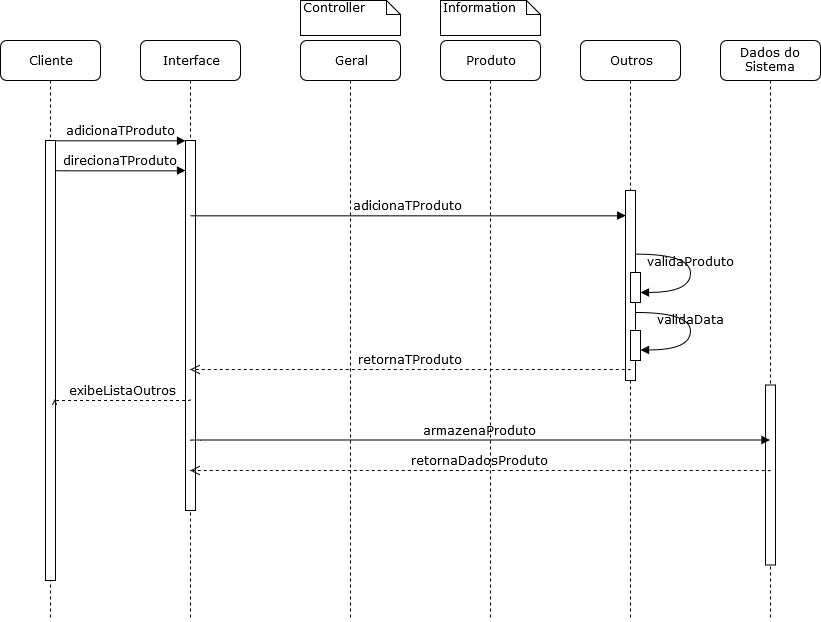 Controller
Information
Cliente
Interface
Geral
Produto
Outros
Dados do
Sistema
adicionaTProduto
direcionaTProduto
adicionaTProduto
validaProduto
validaData
retornaTProduto
exibeListaOutros
armazenaProduto
retornaDadosProduto